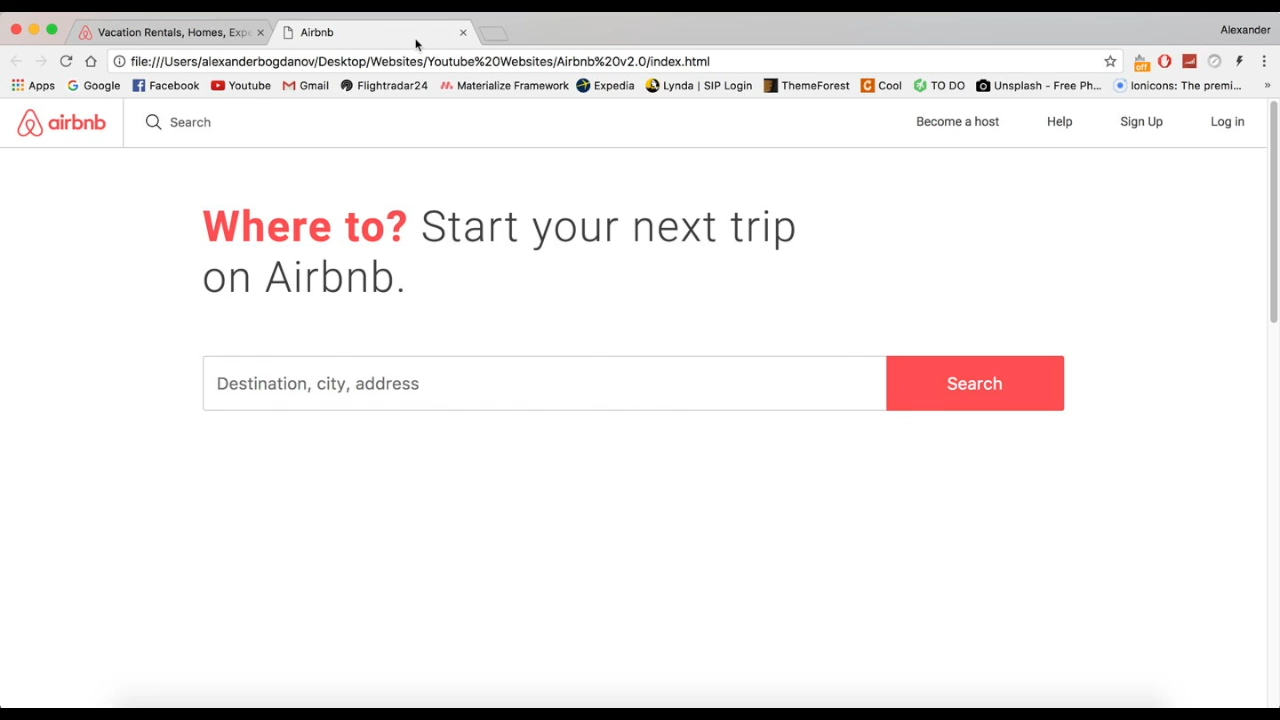 Alexander
Vacation Rentals, Homes, Exp
Airbnb
file:///Users/alexanderbogdanov/Desktop/Websites/Youtube%20Websites/Airbnb%20v2.0/index.html
off
Apps Google Facebook Youtube Gmail Flightradar24 Materialize Framework Expedia Lynda | SIP Login ThemeForest Cool TO DO Unsplash - Free Ph... Ionicons: The premi... »
airbnb Search Become a host Help Sign Up Log in
Where to? Start your next trip
on Airbnb.
Destination, city, address Search